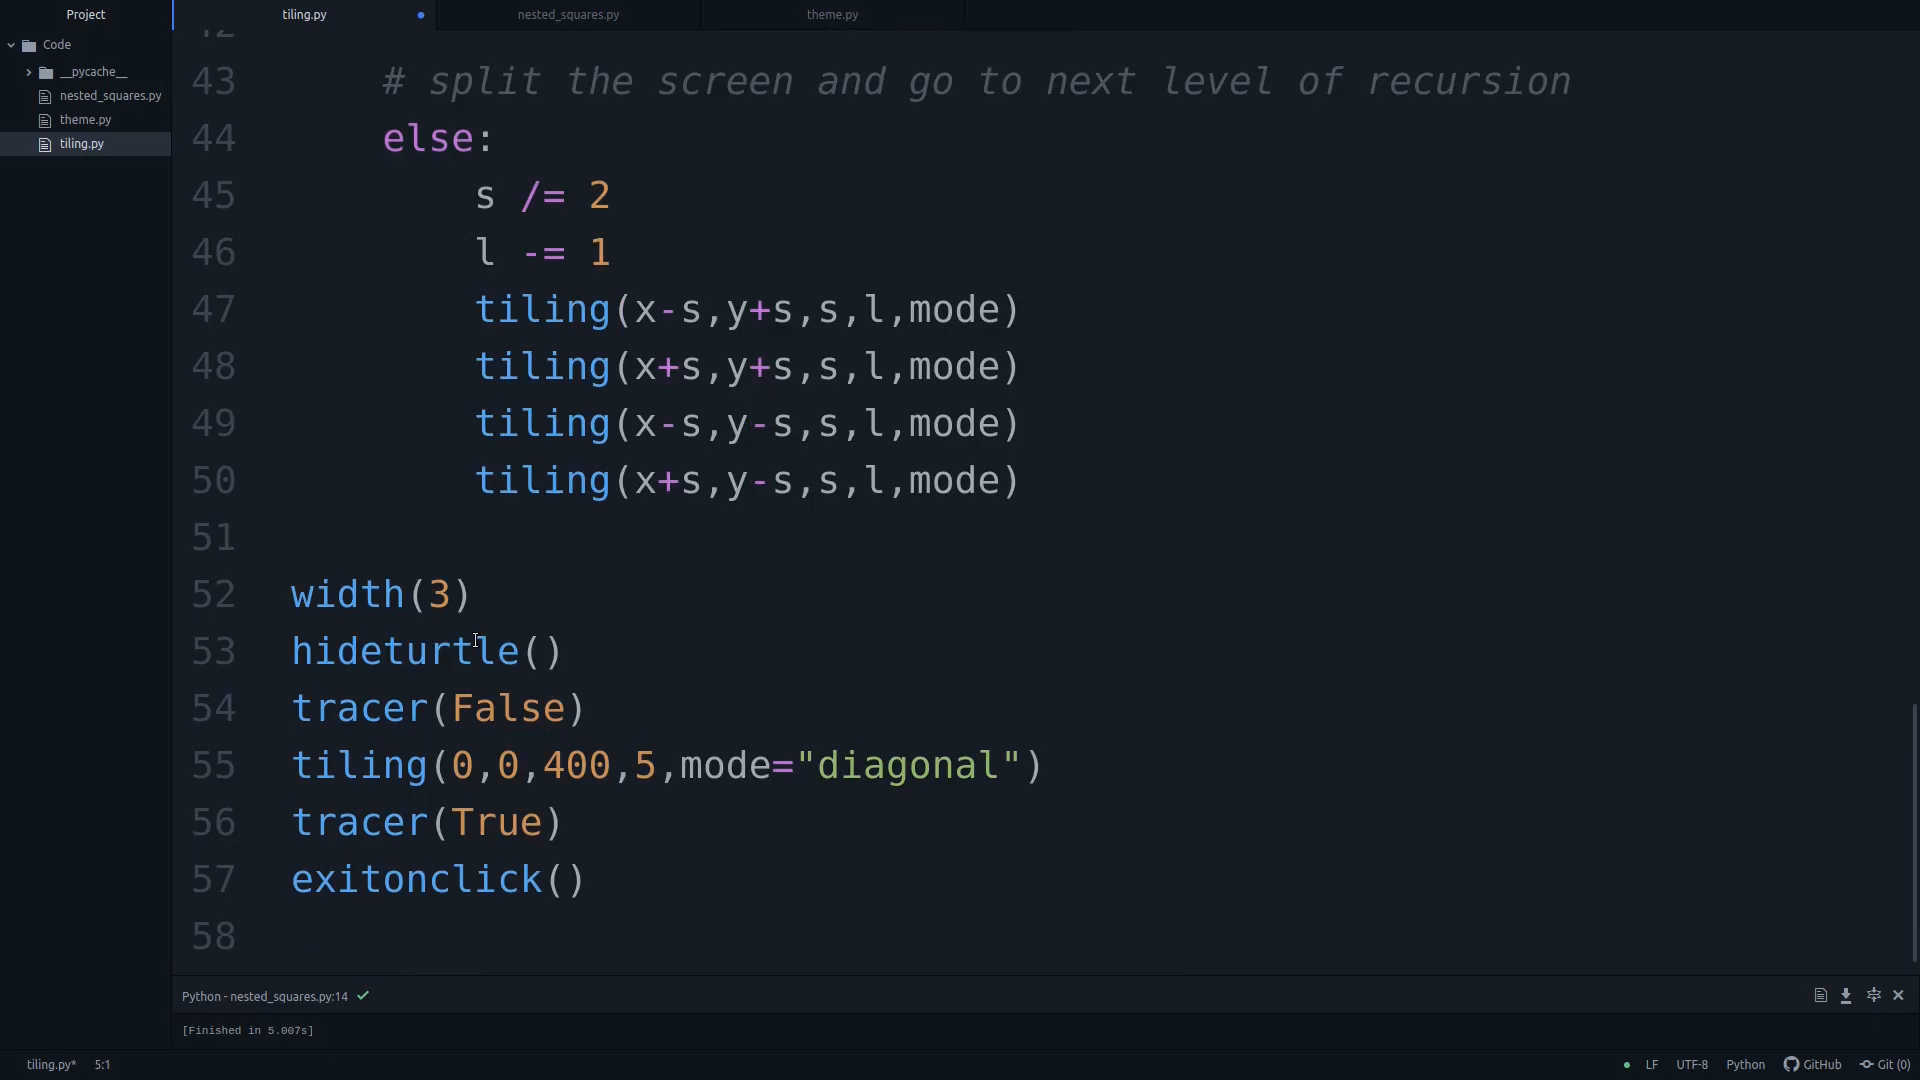 Project
tiling.py
nested_squares.py
theme.py
Code
__pycache__
nested_squares.py
theme.py
tiling.py
42
43 # split the screen and go to next level of recursion
44 else:
45 s /= 2
46 l -= 1
47 tiling(x-s,y+s,s,l,mode)
48 tiling(x+s,y+s,s,l,mode)
49 tiling(x-s,y-s,s,l,mode)
50 tiling(x+s,y-s,s,l,mode)
51
52 width(3)
53 hideturtle()
54 tracer(False)
55 tiling(0,0,400,5,mode="diagonal")
56 tracer(True)
57 exitonclick()
58
Python - nested_squares.py:14
[Finished in 5.007s]
tiling.py* 5:1 LF UTF-8 Python GitHub Git (0)